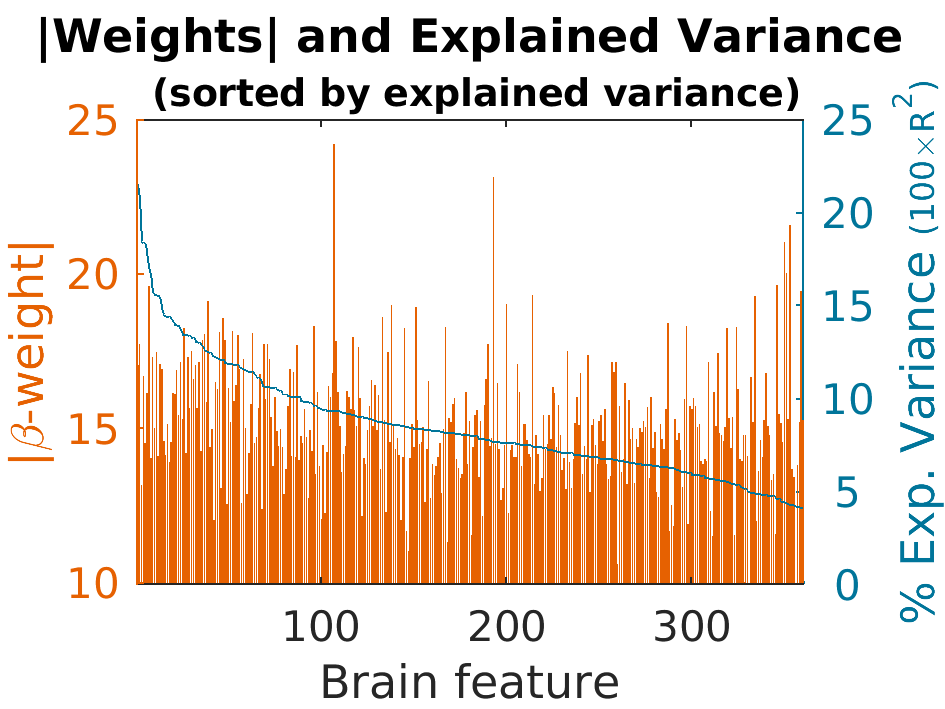 |Weights| and Explained Variance
(sorted by explained variance)
25
20
15
10
|β-weight|
25
20
15
10
5
0
% Exp. Variance (100×R²)
100
200
300
Brain feature